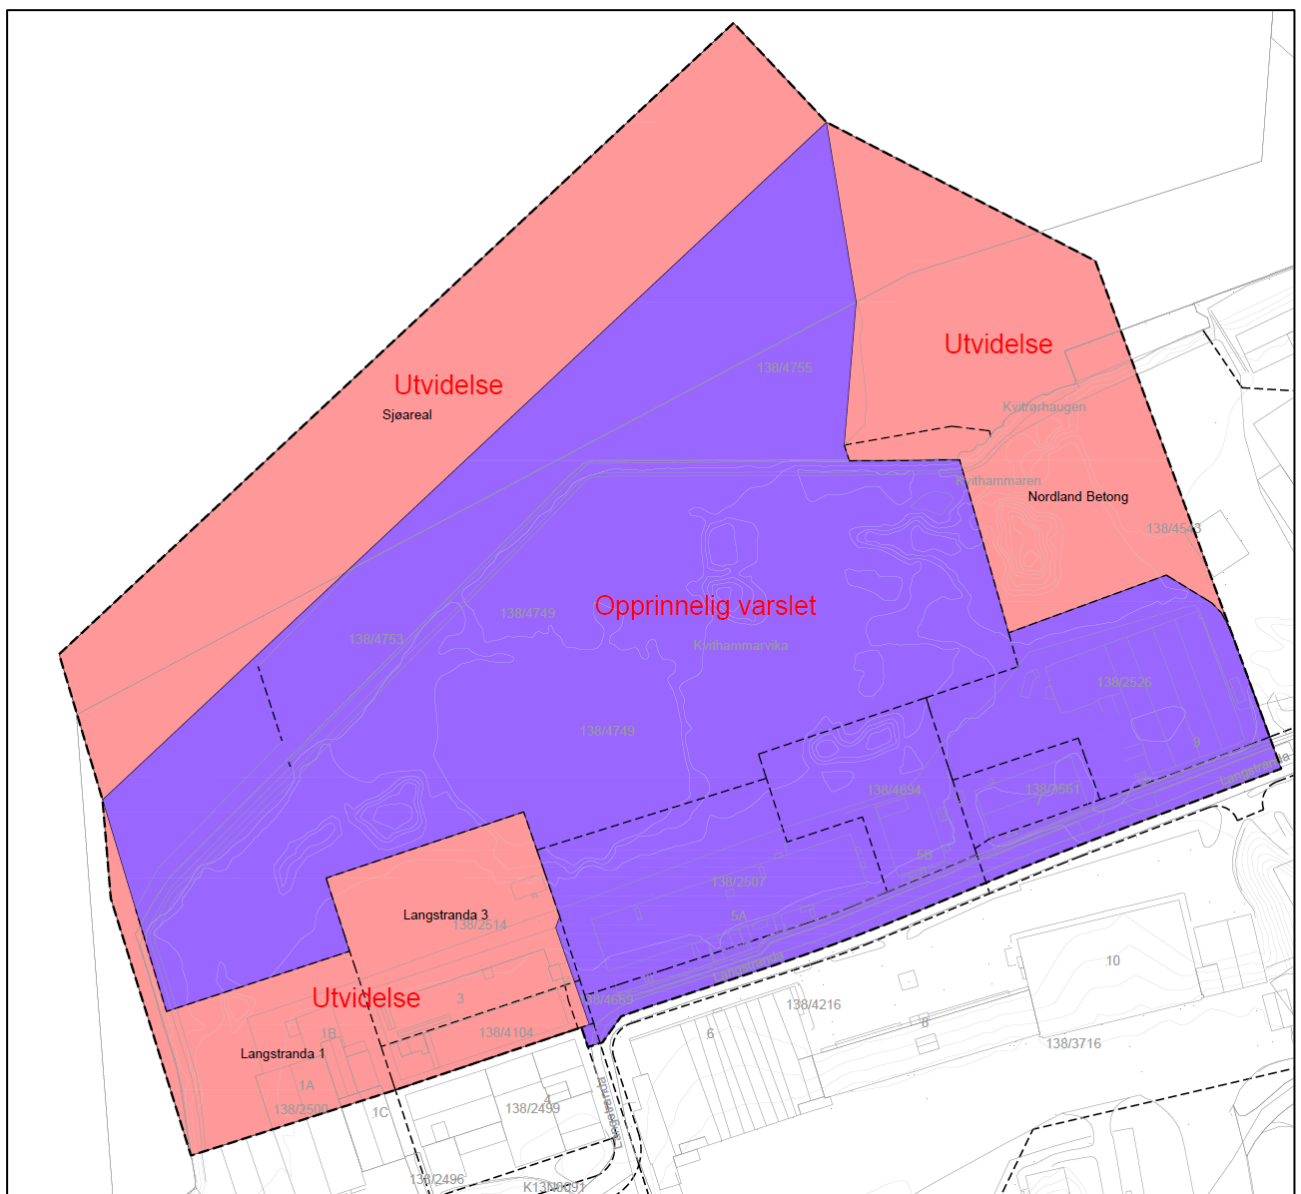 138/4755
Utvidelse
Utvidelse
Sjøareal
Kvitrørhaugen
Kvithammaren
Nordland Betong
138/4543
Opprinnelig varslet
138/4749
138/4753
Kvithammarvika
138/2526
138/4749
9
Langstranda
138/4694
138/3561
7
5B
138/2507
Langstranda 3
5A
138/2514
10
Langstranda
Utvidelse
3
138/4669
138/4216
8
1B
138/4104
6
138/3716
Langstranda 1
1A
4
138/2500
1C
138/2499
138/2496
K13N0091